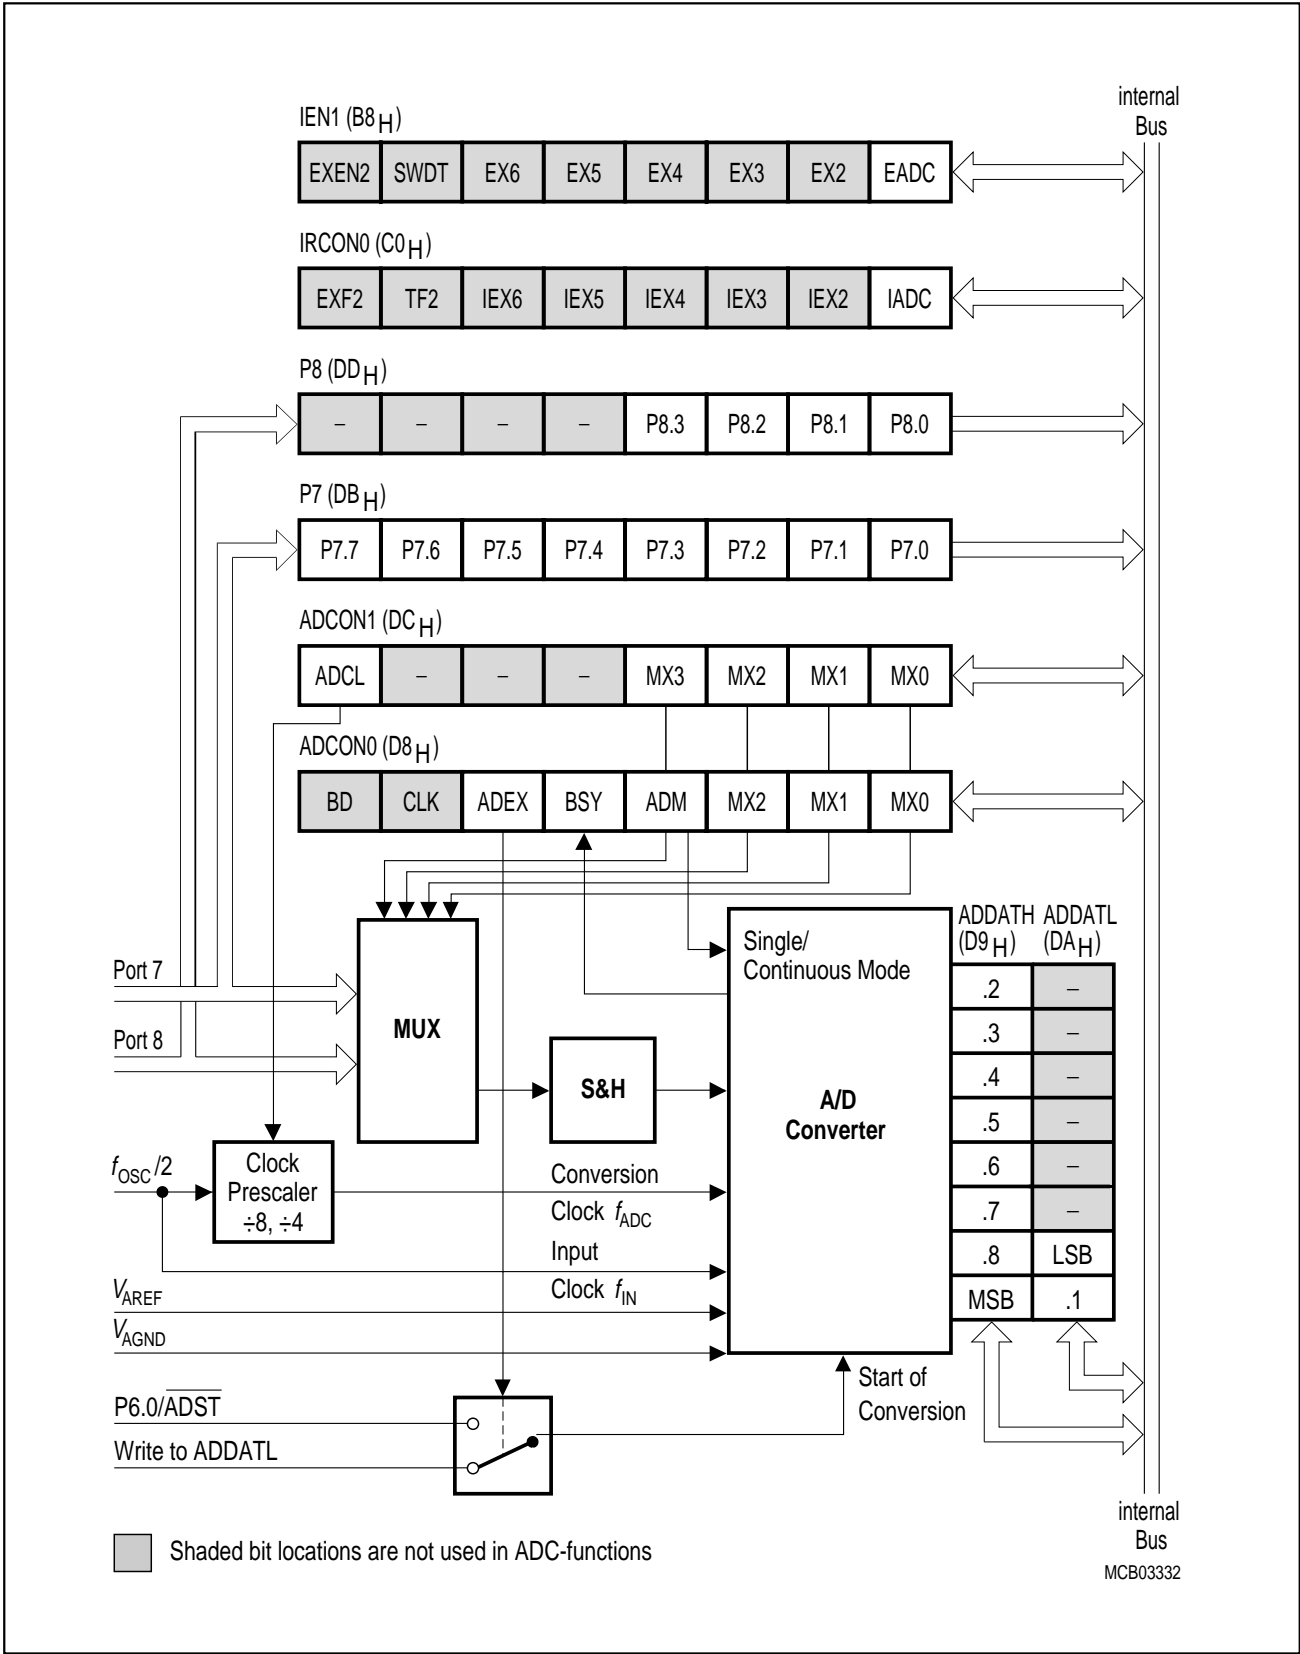 internal
Bus
IEN1 (B8H)
EXEN2 SWDT EX6 EX5 EX4 EX3 EX2 EADC
IRCON0 (C0H)
EXF2 TF2 IEX6 IEX5 IEX4 IEX3 IEX2 IADC
P8 (DDH)
– – – – P8.3 P8.2 P8.1 P8.0
P7 (DBH)
P7.7 P7.6 P7.5 P7.4 P7.3 P7.2 P7.1 P7.0
ADCON1 (DCH)
ADCL – – – MX3 MX2 MX1 MX0
ADCON0 (D8H)
BD CLK ADEX BSY ADM MX2 MX1 MX0
ADDATH ADDATL
(D9H) (DAH)
Single/
Continuous Mode
Port 7
Port 8
MUX
S&H
A/D
Converter
.2 –
.3 –
.4 –
.5 –
.6 –
.7 –
.8 LSB
MSB .1
fOSC/2
Clock
Prescaler
÷8, ÷4
Conversion
Clock fADC
Input
Clock fIN
VAREF
VAGND
Start of
Conversion
P6.0/ADST
Write to ADDATL
internal
Bus
Shaded bit locations are not used in ADC-functions
MCB03332